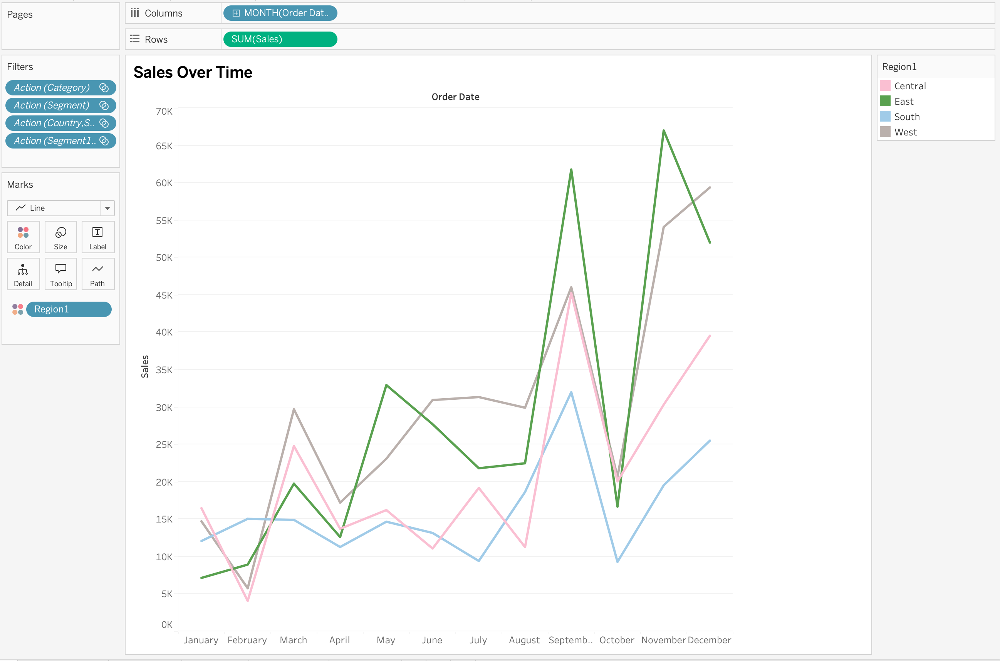 Pages
Columns
MONTH(Order Dat..
Rows
SUM(Sales)
Filters
Action (Category)
Action (Segment)
Action (Country,S..
Action (Segment1..
Marks
Line
Color
Size
Label
Detail
Tooltip
Path
Region1
Sales Over Time
Order Date
70K
65K
60K
55K
50K
45K
40K
35K
30K
25K
20K
15K
10K
5K
0K
Sales
January February March April May June July August Septemb.. October November December
Region1
Central
East
South
West